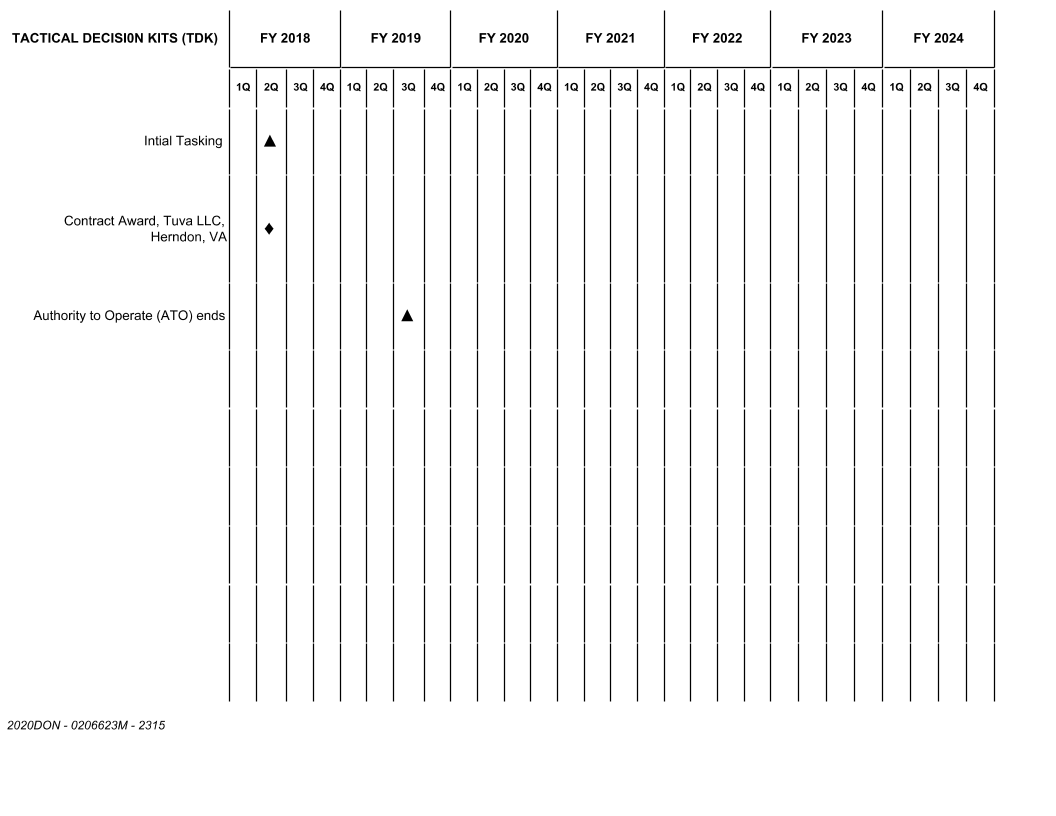 TACTICAL DECISI0N KITS (TDK) FY 2018 FY 2019 FY 2020 FY 2021 FY 2022 FY 2023 FY 2024
1Q 2Q 3Q 4Q 1Q 2Q 3Q 4Q 1Q 2Q 3Q 4Q 1Q 2Q 3Q 4Q 1Q 2Q 3Q 4Q 1Q 2Q 3Q 4Q 1Q 2Q 3Q 4Q
Intial Tasking
Contract Award, Tuva LLC,
Herndon, VA
Authority to Operate (ATO) ends
2020DON - 0206623M - 2315